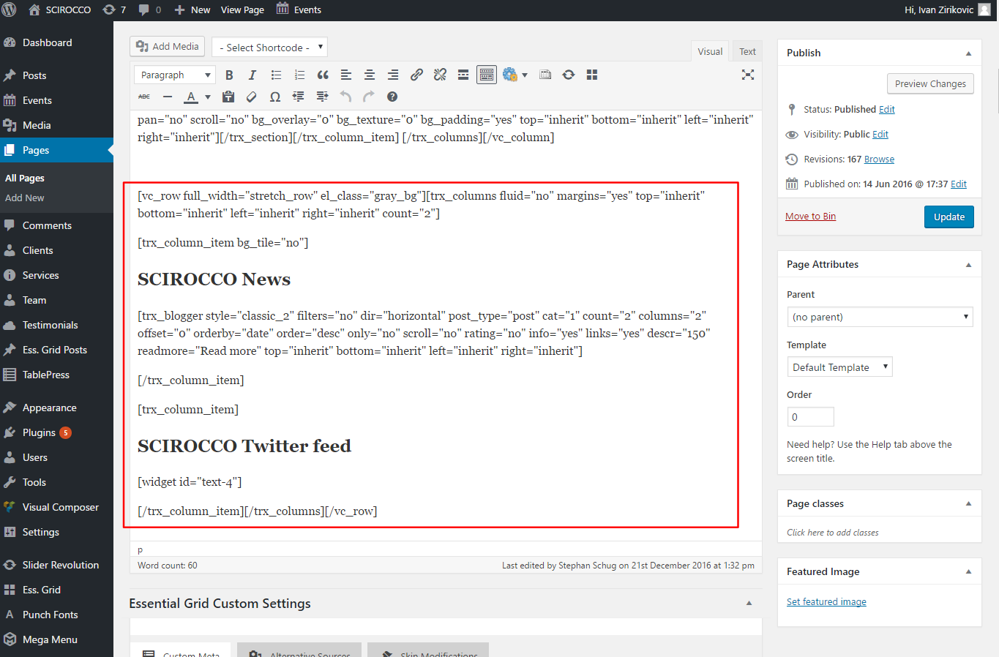 SCIROCCO 7 0 New View Page Events Hi, Ivan Zirikovic
Dashboard
Posts
Events
Media
Pages
All Pages
Add New
Comments
Clients
Services
Team
Testimonials
Ess. Grid Posts
TablePress
Appearance
Plugins 5
Users
Tools
Visual Composer
Settings
Slider Revolution
Ess. Grid
Punch Fonts
Mega Menu
Add Media - Select Shortcode -
Visual Text
Paragraph B I
ABC A
pan="no" scroll="no" bg_overlay="0" bg_texture="0" bg_padding="yes" top="inherit" bottom="inherit" left="inherit"
right="inherit"][/trx_section][/trx_column_item] [/trx_columns][/vc_column]
[vc_row full_width="stretch_row" el_class="gray_bg"][trx_columns fluid="no" margins="yes" top="inherit"
bottom="inherit" left="inherit" right="inherit" count="2"]
[trx_column_item bg_tile="no"]
SCIROCCO News
[trx_blogger style="classic_2" filters="no" dir="horizontal" post_type="post" cat="1" count="2" columns="2"
offset="0" orderby="date" order="desc" only="no" scroll="no" rating="no" info="yes" links="yes" descr="150"
readmore="Read more" top="inherit" bottom="inherit" left="inherit" right="inherit"]
[/trx_column_item]
[trx_column_item]
SCIROCCO Twitter feed
[widget id="text-4"]
[/trx_column_item][/trx_columns][/vc_row]
p
Word count: 60 Last edited by Stephan Schug on 21st December 2016 at 1:32 pm
Essential Grid Custom Settings
Custom Meta Alternative Sources Skin Modifications
Publish
Preview Changes
Status: Published Edit
Visibility: Public Edit
Revisions: 167 Browse
Published on: 14 Jun 2016 @ 17:37 Edit
Move to Bin Update
Page Attributes
Parent
(no parent)
Template
Default Template
Order
0
Need help? Use the Help tab above the
screen title.
Page classes
Click here to add classes
Featured Image
Set featured image